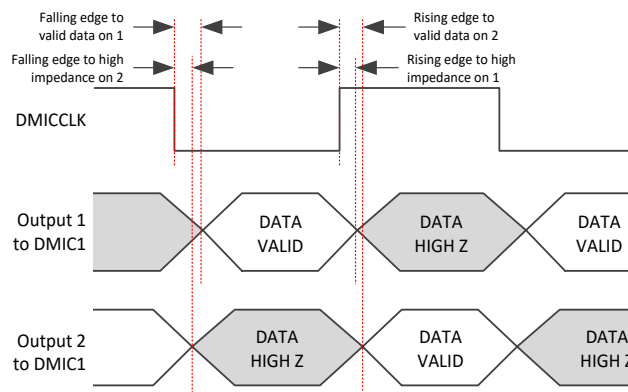 Falling edge to
valid data on 1
Rising edge to
valid data on 2
Falling edge to high
impedance on 2
Rising edge to high
impedance on 1
DMICCLK
Output 1
to DMIC1
DATA
VALID
DATA
HIGH Z
DATA
VALID
Output 2
to DMIC1
DATA
HIGH Z
DATA
VALID
DATA
HIGH Z